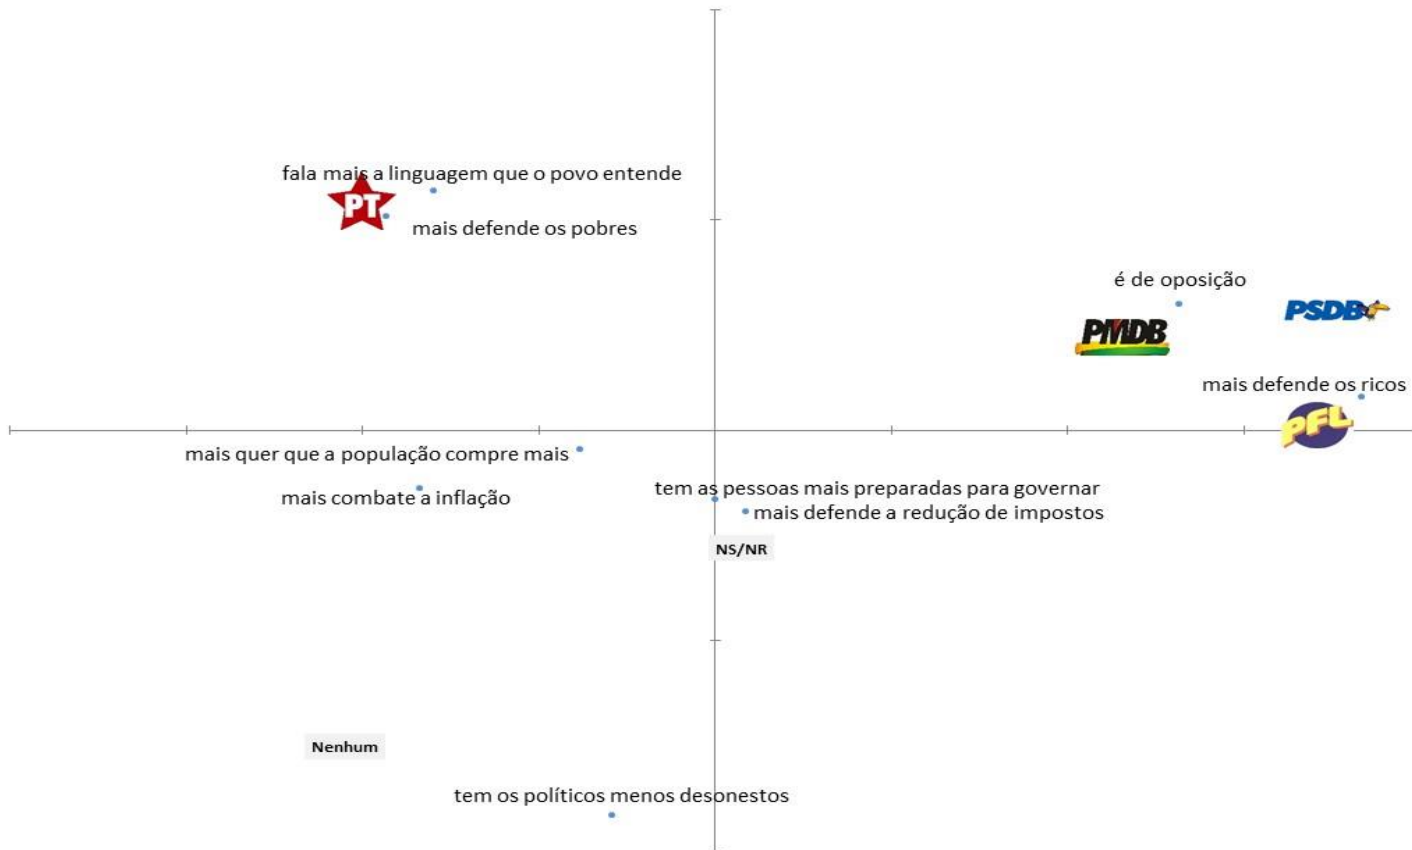 fala mais a linguagem que o povo entende
PT
mais defende os pobres
é de oposição
PSDB
PMDB
mais defende os ricos
PFL
mais quer que a população compre mais
mais combate a inflação
tem as pessoas mais preparadas para governar
mais defende a redução de impostos
NS/NR
Nenhum
tem os políticos menos desonestos